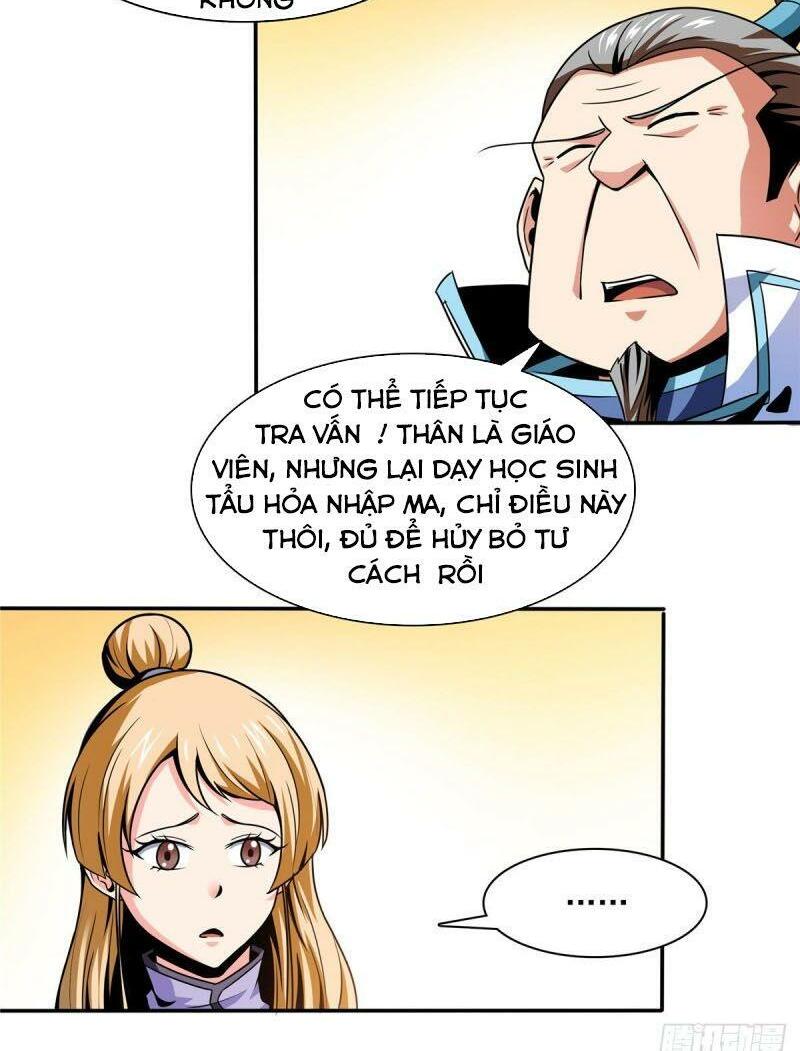 KHÔNG
CÓ THỂ TIẾP TỤC
TRA VẤN ! THÂN LÀ GIÁO
VIÊN, NHƯNG LẠI DẠY HỌC SINH
TẨU HỎA NHẬP MA, CHỈ ĐIỀU NÀY
THÔI, ĐỦ ĐỂ HỦY BỎ TƯ
CÁCH RỒI
......